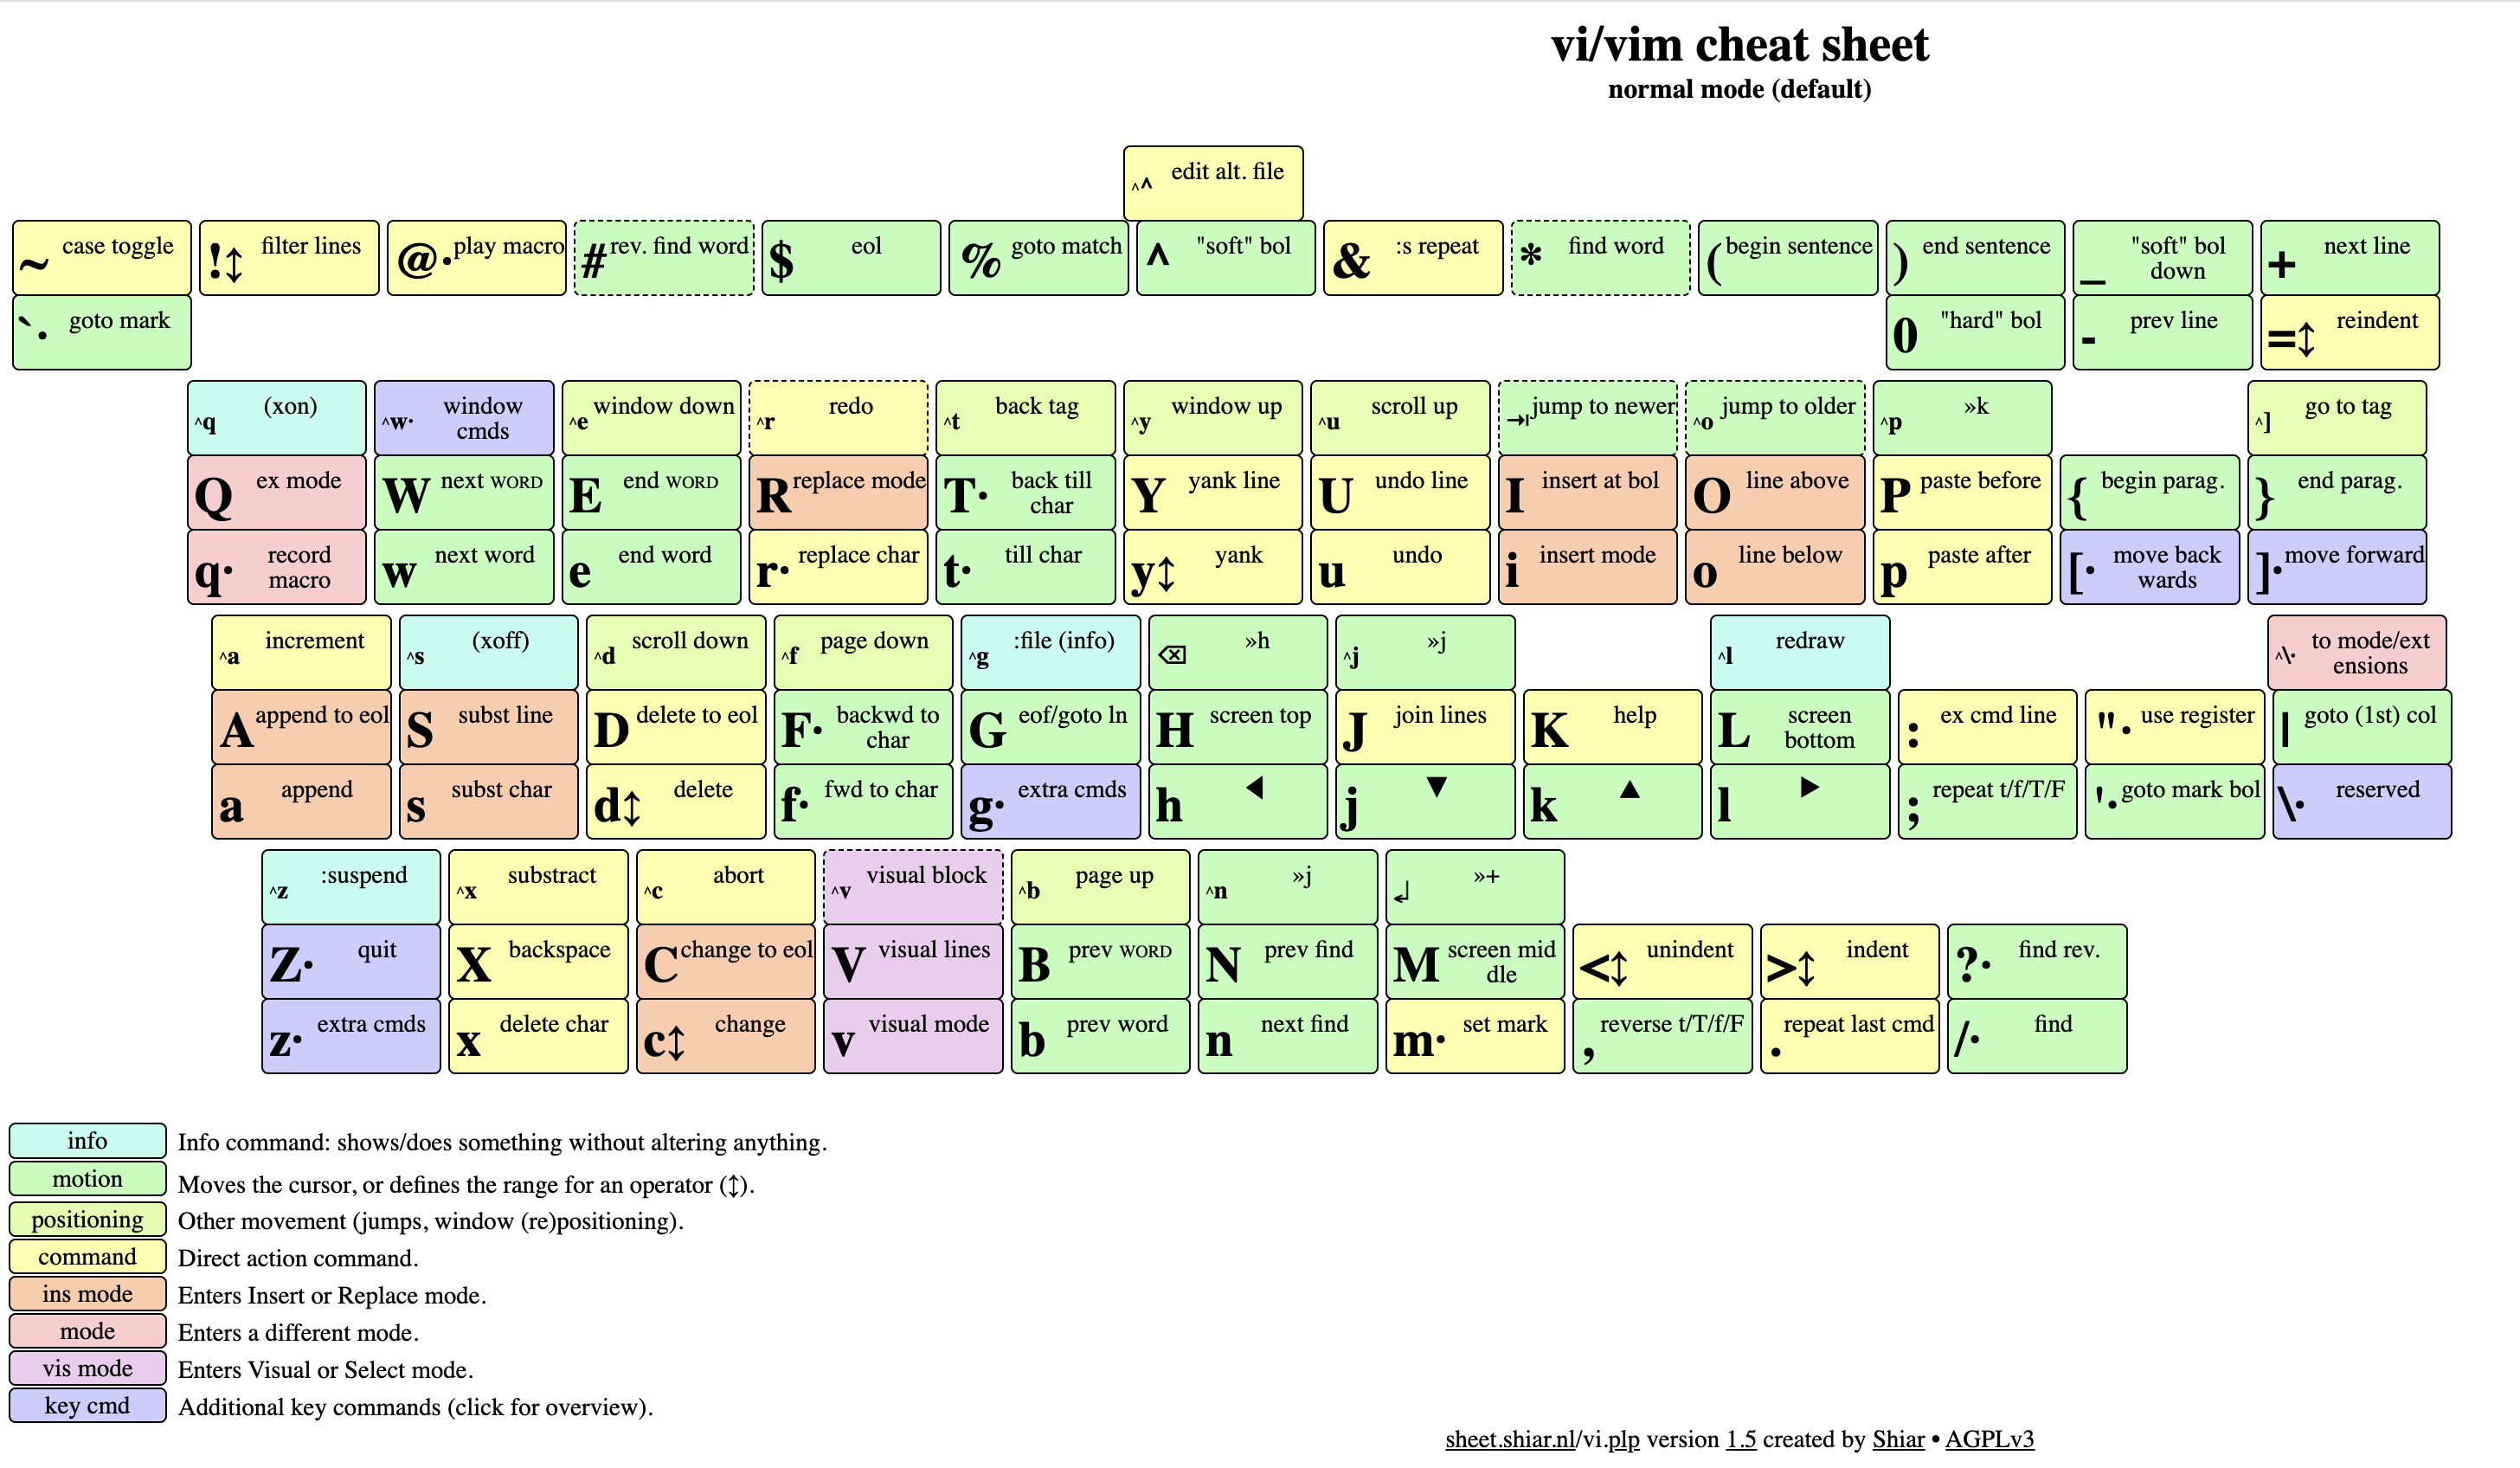 vi/vim cheat sheet
normal mode (default)
^^ edit alt. file
~ case toggle
!↕ filter lines
@· play macro
# rev. find word
$ eol
% goto match
^ "soft" bol
& :s repeat
* find word
( begin sentence
) end sentence
_ "soft" bol
down
+ next line
`· goto mark
0 "hard" bol
- prev line
=↕ reindent
^q (xon)
^w· window
cmds
^e window down
^r redo
^t back tag
^y window up
^u scroll up
⇥ jump to newer
^o jump to older
^p »k
^] go to tag
Q ex mode
W next WORD
E end WORD
R replace mode
T· back till
char
Y yank line
U undo line
I insert at bol
O line above
P paste before
{ begin parag.
} end parag.
q· record
macro
w next word
e end word
r· replace char
t· till char
y↕ yank
u undo
i insert mode
o line below
p paste after
[· move back
wards
]· move forward
^a increment
^s (xoff)
^d scroll down
^f page down
^g :file (info)
⌫ »h
^j »j
^l redraw
^\· to mode/ext
ensions
A append to eol
S subst line
D delete to eol
F· backwd to
char
G eof/goto ln
H screen top
J join lines
K help
L screen
bottom
: ex cmd line
"· use register
| goto (1st) col
a append
s subst char
d↕ delete
f· fwd to char
g· extra cmds
h ◀
j ▼
k ▲
l ▶
; repeat t/f/T/F
'· goto mark bol
\· reserved
^z :suspend
^x substract
^c abort
^v visual block
^b page up
^n »j
↲ »+
Z· quit
X backspace
C change to eol
V visual lines
B prev WORD
N prev find
M screen mid
dle
<↕ unindent
>↕ indent
?· find rev.
z· extra cmds
x delete char
c↕ change
v visual mode
b prev word
n next find
m· set mark
, reverse t/T/f/F
. repeat last cmd
/· find
info Info command: shows/does something without altering anything.
motion Moves the cursor, or defines the range for an operator (↕).
positioning Other movement (jumps, window (re)positioning).
command Direct action command.
ins mode Enters Insert or Replace mode.
mode Enters a different mode.
vis mode Enters Visual or Select mode.
key cmd Additional key commands (click for overview).
sheet.shiar.nl/vi.plp version 1.5 created by Shiar • AGPLv3